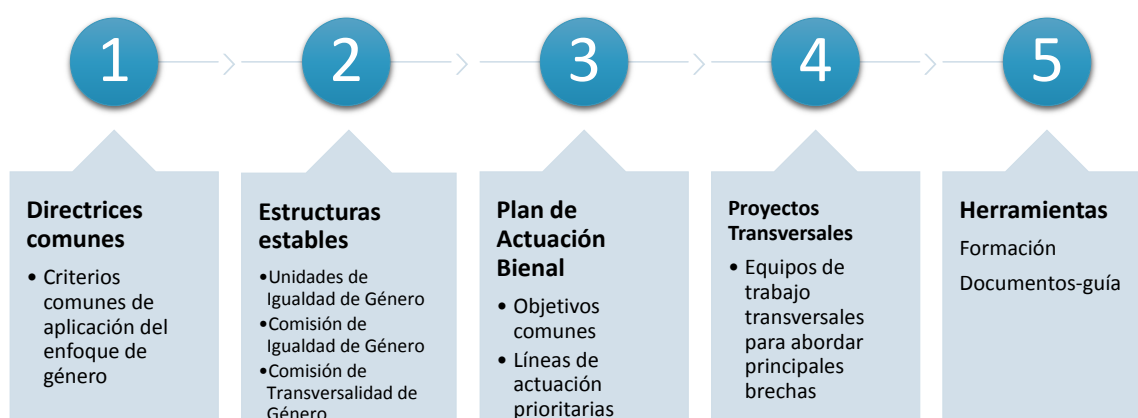 1
2
3
4
5
Directrices
comunes
• Criterios
comunes de
aplicación del
enfoque de
género
Estructuras
estables
•Unidades de
Igualdad de Género
•Comisión de
Igualdad de Género
•Comisión de
Transversalidad de
Género
Plan de
Actuación
Bienal
• Objetivos
comunes
• Líneas de
actuación
prioritarias
Proyectos
Transversales
• Equipos de
trabajo
transversales
para abordar
principales
brechas
Herramientas
Formación
Documentos-guía